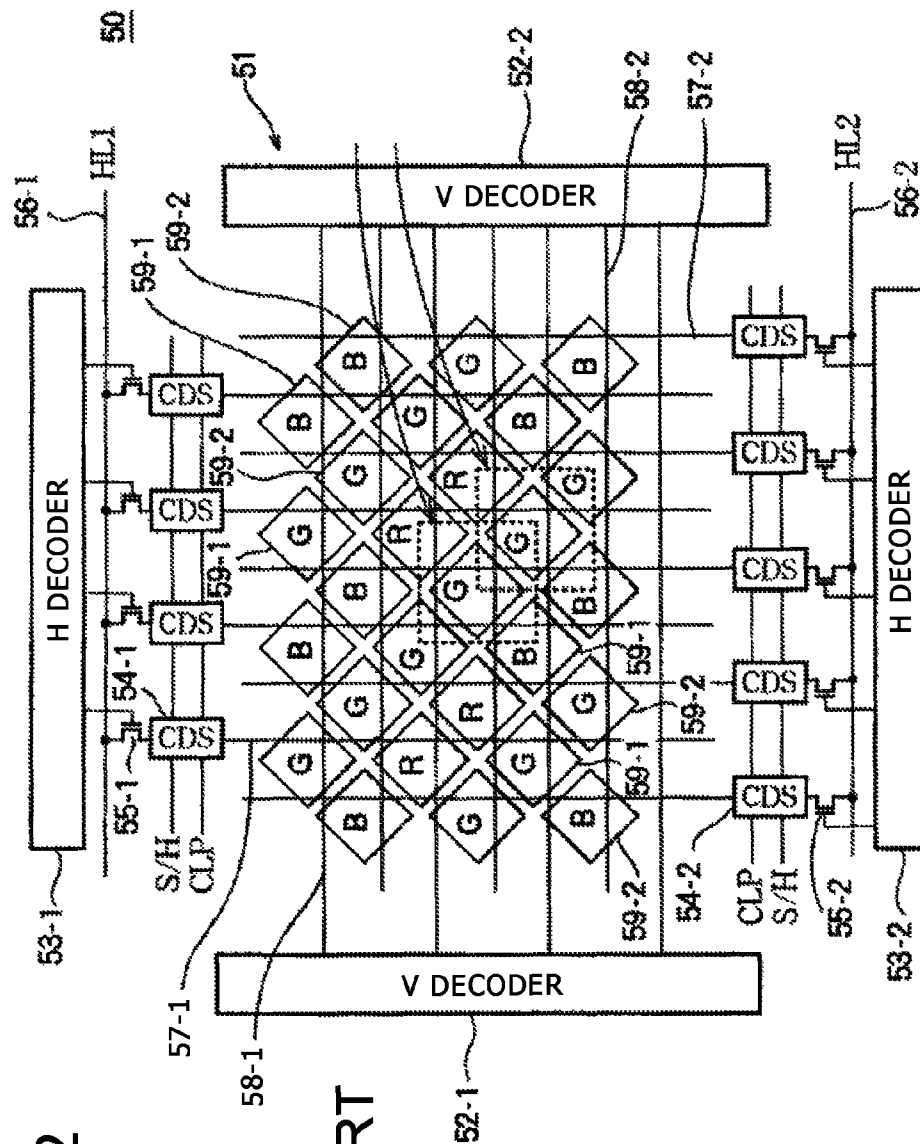 50
53-1
H DECODER
56-1
HL1
55-1
54-1
CDS CDS CDS CDS
S/H
CLP
51
57-1
59-1
59-2
59-1
59-2
58-1
G B G B
B G B G B
R G R G
G R G R G
G B G B
B G B G B
V DECODER
V DECODER
52-1
52-2
58-2
57-2
59-2
59-1
59-2
59-1
54-2
CDS CDS CDS CDS CDS
CLP
S/H
55-2
HL2
56-2
H DECODER
53-2
RT